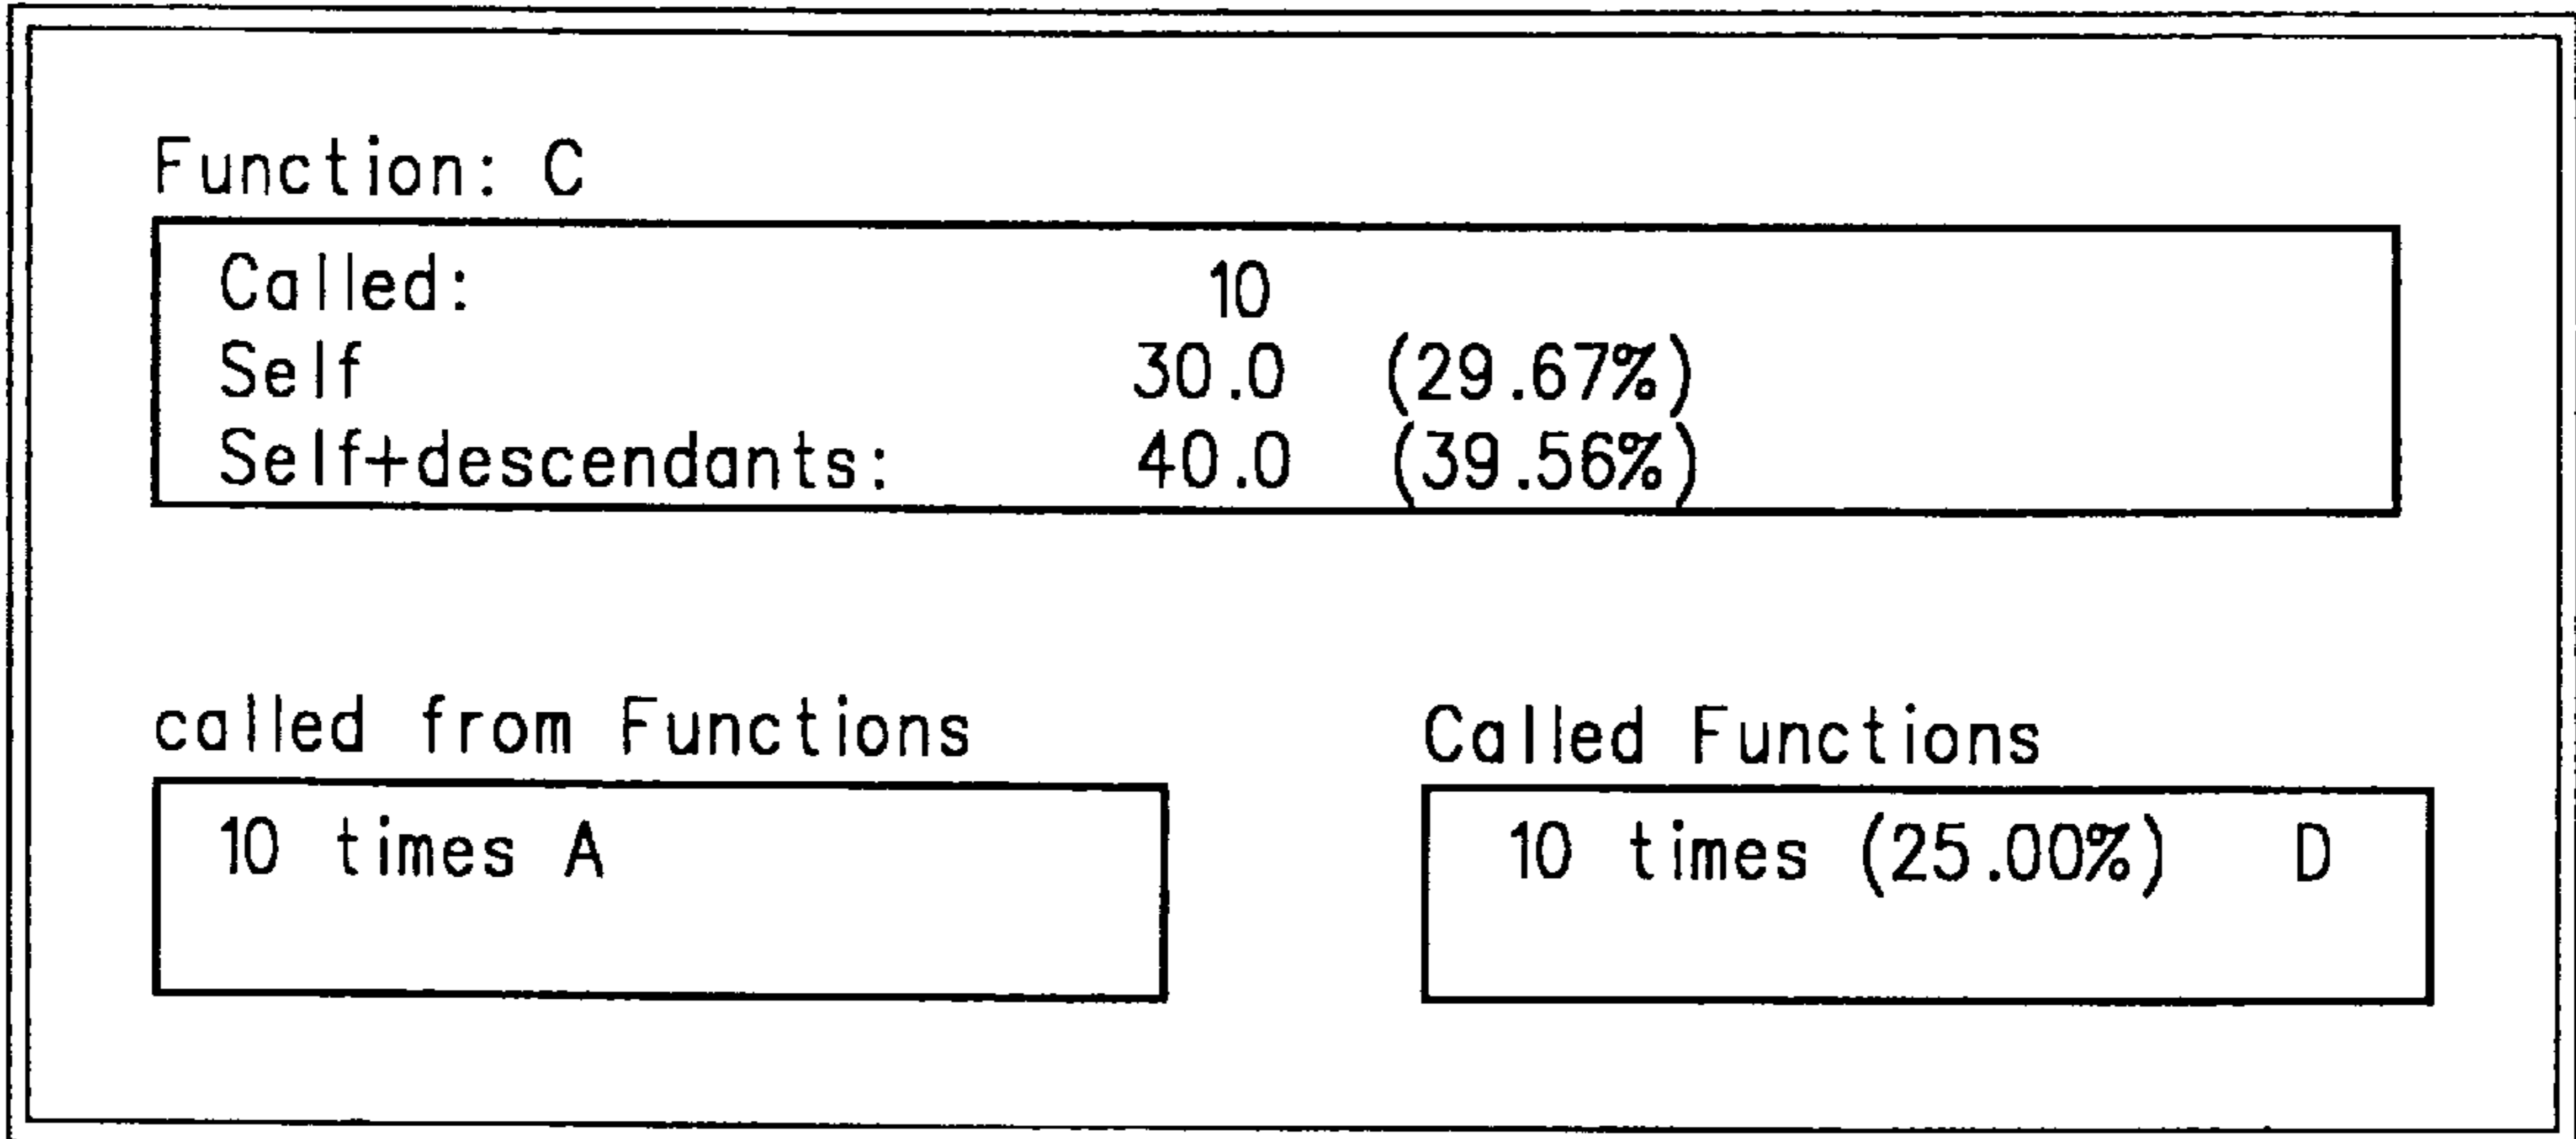 Function: C
Called: 10
Self 30.0 (29.67%)
Self+descendants: 40.0 (39.56%)
called from Functions
10 times A
Called Functions
10 times (25.00%) D